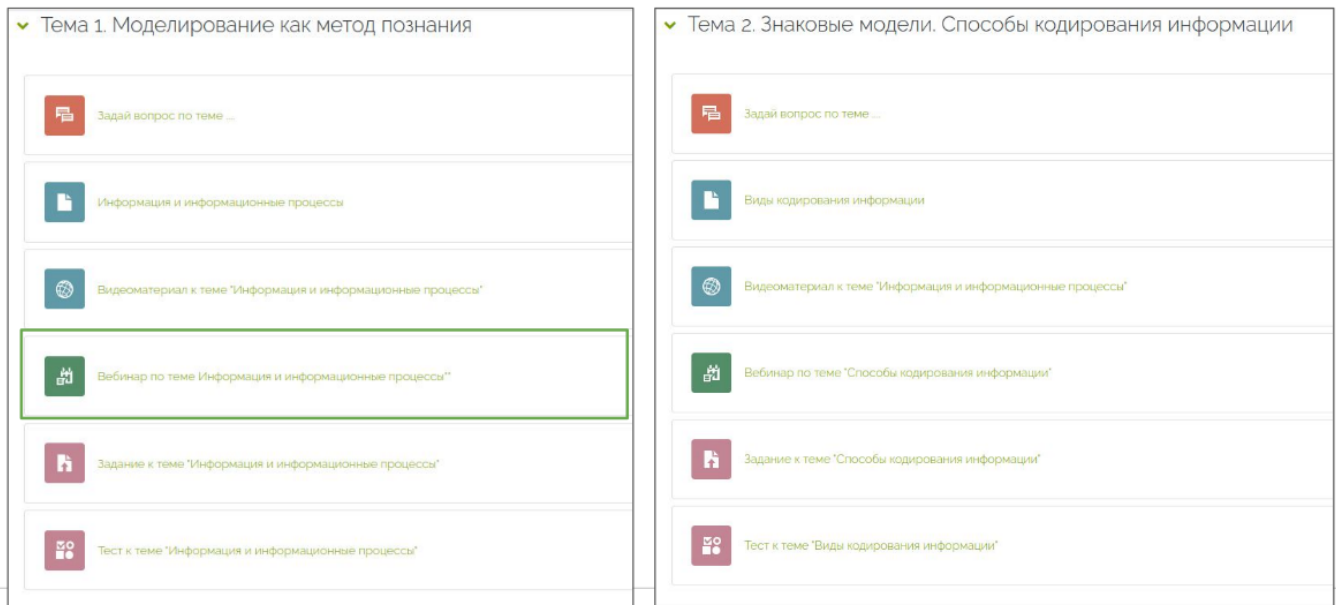 Тема 1. Моделирование как метод познания
Задай вопрос по теме ...
Информация и информационные процессы
Видеоматериал к теме "Информация и информационные процессы"
Вебинар по теме Информация и информационные процессы""
Задание к теме "Информация и информационные процессы"
Тест к теме "Информация и информационные процессы"
Тема 2. Знаковые модели. Способы кодирования информации
Задай вопрос по теме ...
Виды кодирования информации
Видеоматериал к теме "Информация и информационные процессы"
Вебинар по теме "Способы кодирования информации"
Задание к теме "Способы кодирования информации"
Тест к теме "Виды кодирования информации"